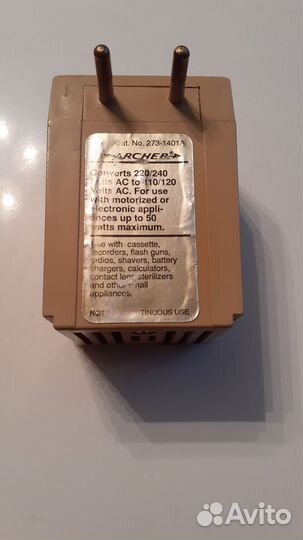 Cat. No. 273-1401A
ARCHER
Converts 220/240
Volts AC to 110/120
Volts AC. For use
with motorized or
electronic appli-
ances up to 50
watts maximum.
Use with cassette,
recorders, flash guns,
radios, shavers, battery
chargers, calculators,
contact lens sterilizers
and other small
appliances.
NOT TINUOUS USE
Avito